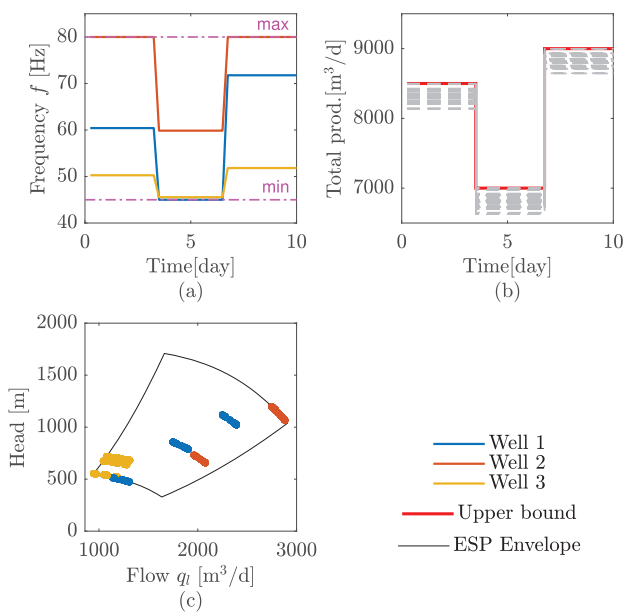 max
min
80
70
60
50
40
0
5
10
Frequency f [Hz]
Time[day]
(a)
9000
8000
7000
0
5
10
Total prod.[m³/d]
Time[day]
(b)
2000
1500
1000
500
0
1000
2000
3000
Head [m]
Flow qₗ [m³/d]
(c)
Well 1
Well 2
Well 3
Upper bound
ESP Envelope